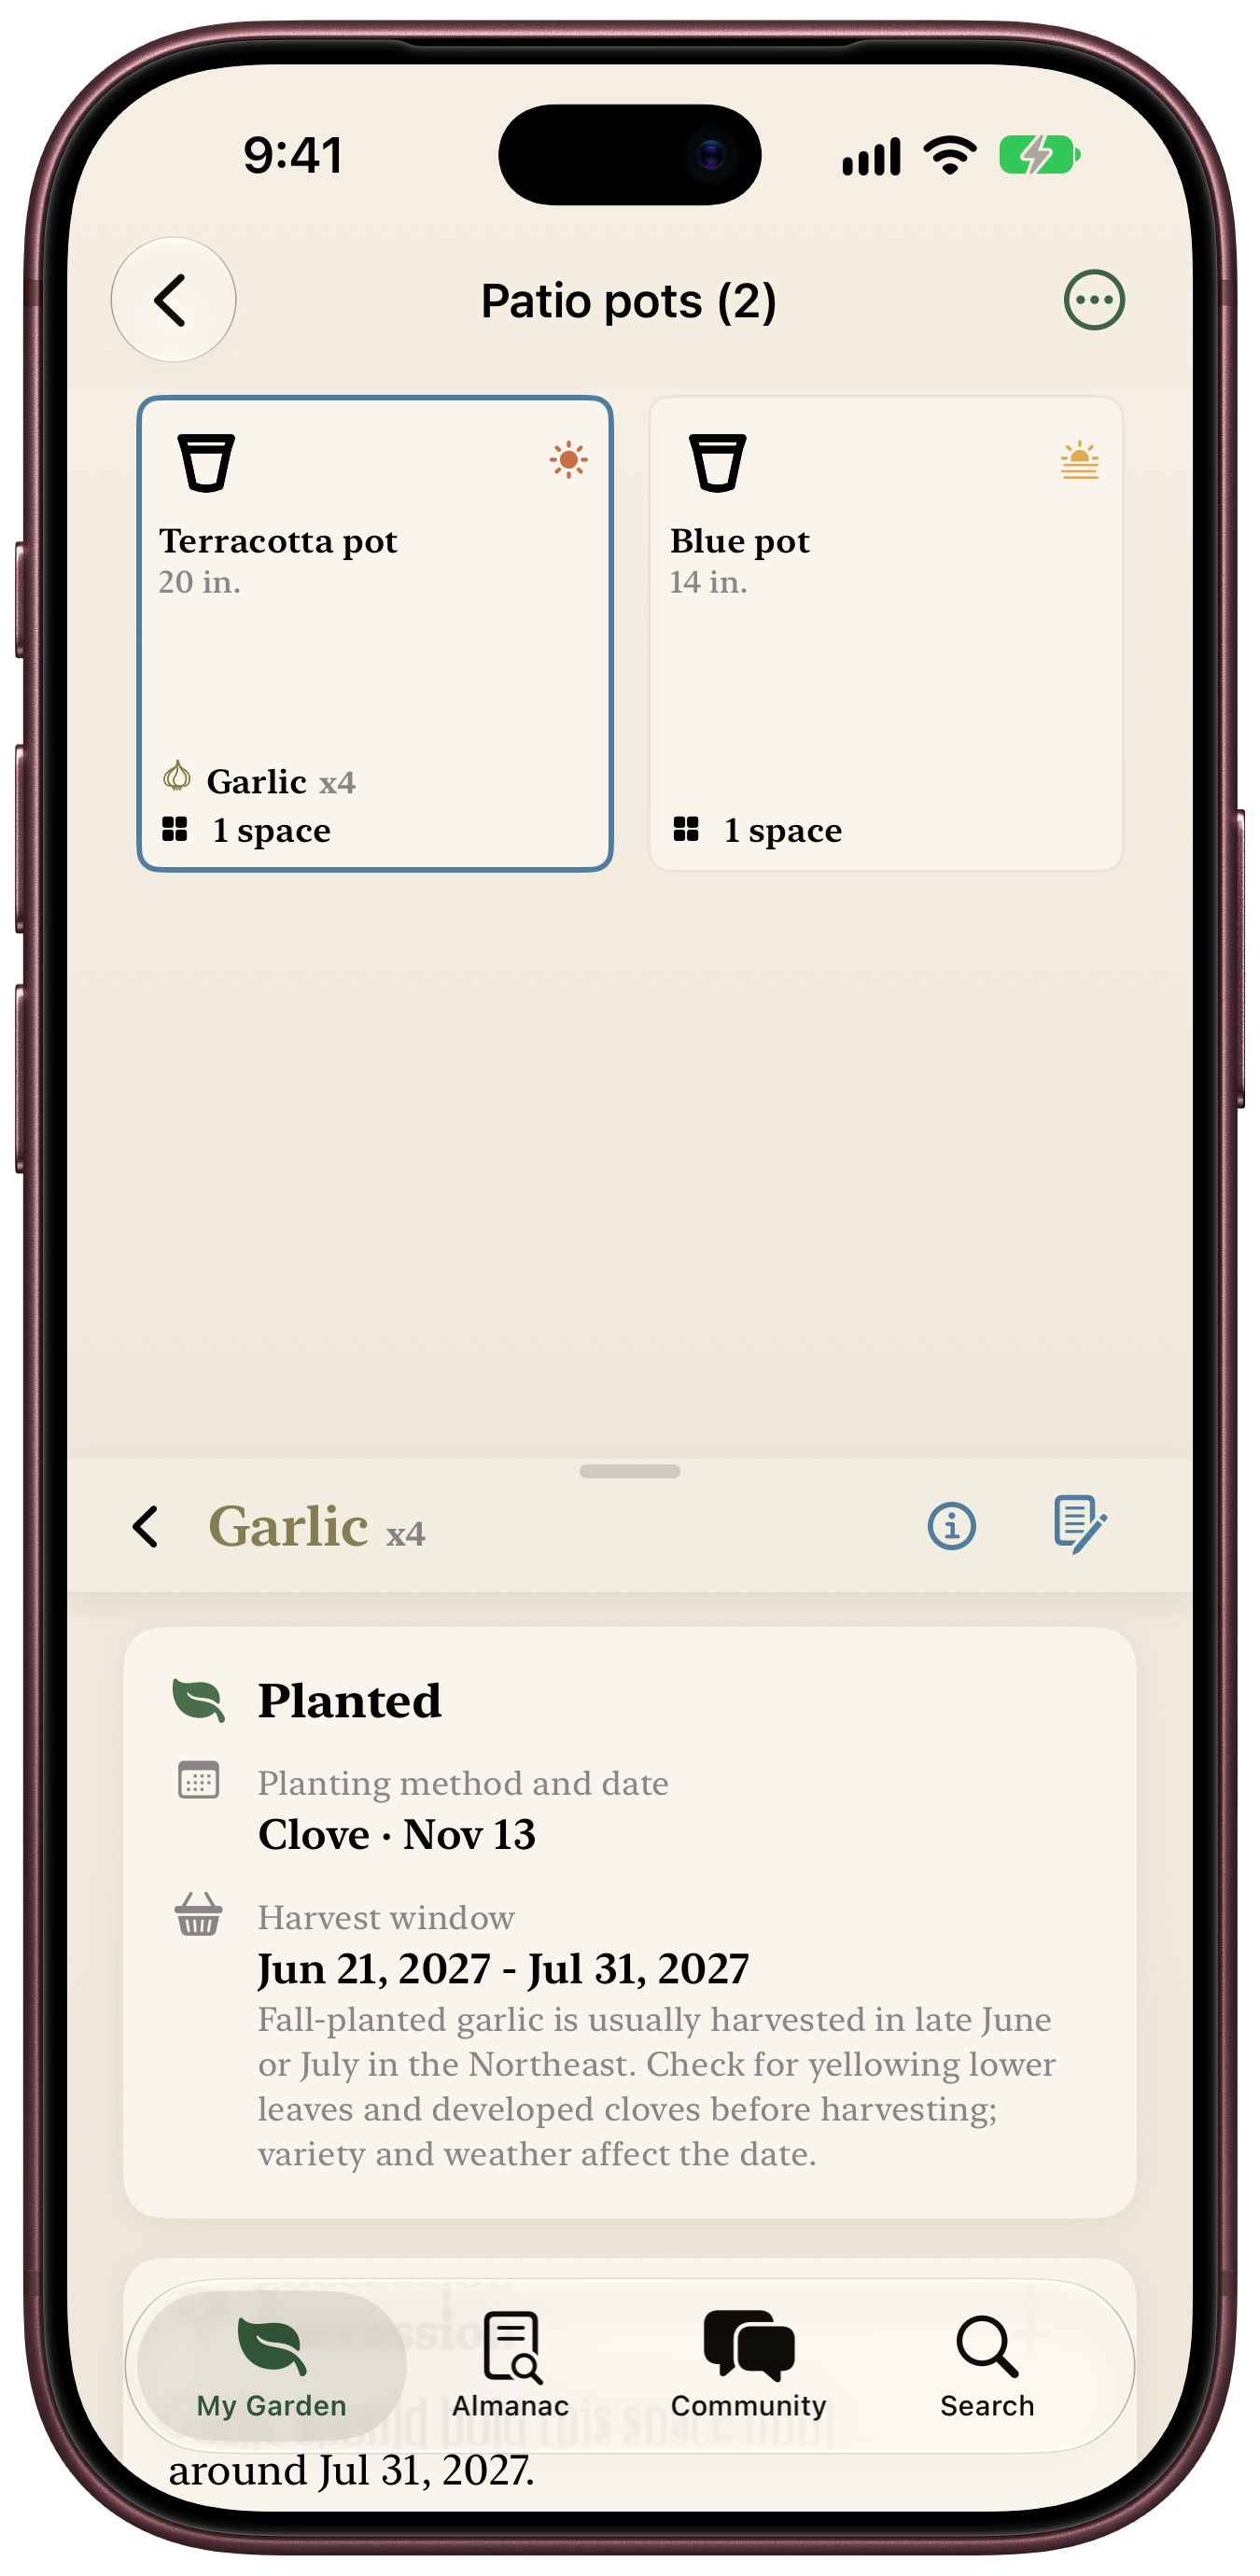 9:41
Patio pots (2)
Terracotta pot
20 in.
Garlic x4
1 space
Blue pot
14 in.
1 space
Garlic x4
Planted
Planting method and date
Clove · Nov 13
Harvest window
Jun 21, 2027 - Jul 31, 2027
Fall-planted garlic is usually harvested in late June
or July in the Northeast. Check for yellowing lower
leaves and developed cloves before harvesting;
variety and weather affect the date.
My Garden
Almanac
Community
Search
around Jul 31, 2027.